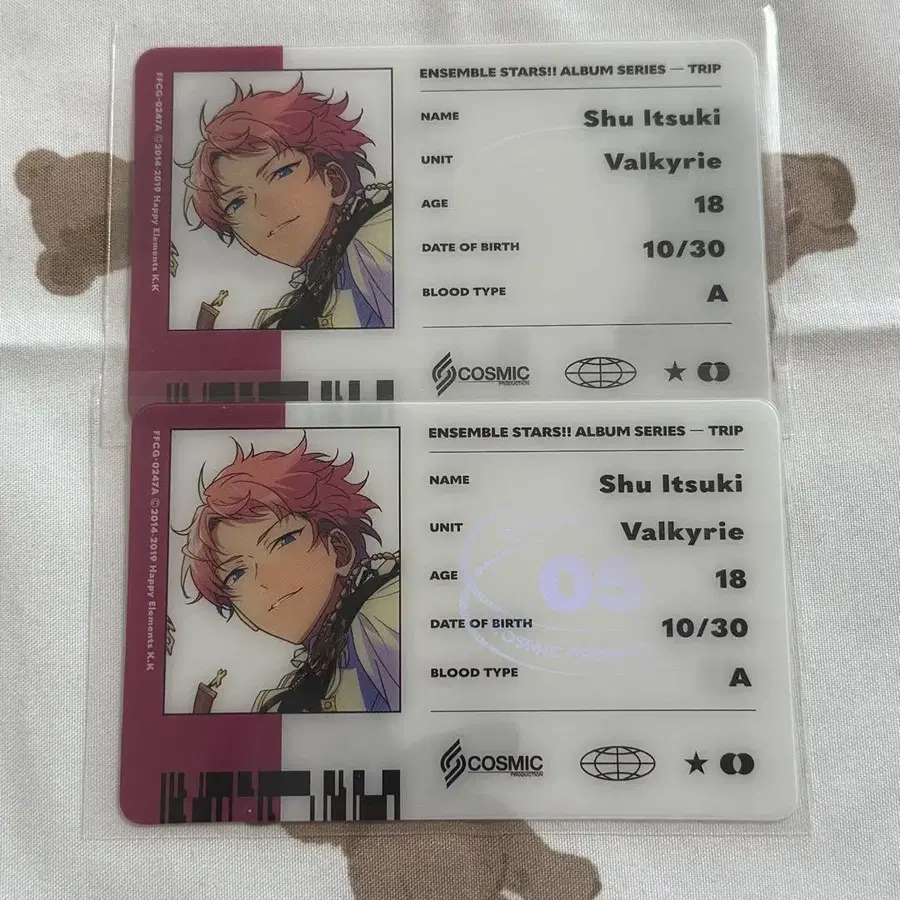 FFCG-0247A ©2014-2019 Happy Elements K.K
ENSEMBLE STARS!! ALBUM SERIES — TRIP
NAME Shu Itsuki
UNIT Valkyrie
AGE 18
DATE OF BIRTH 10/30
BLOOD TYPE A
COSMIC
PRODUCTION
FFCG-0247A ©2014-2019 Happy Elements K.K
ENSEMBLE STARS!! ALBUM SERIES — TRIP
NAME Shu Itsuki
UNIT Valkyrie
AGE 18
DATE OF BIRTH 10/30
BLOOD TYPE A
COSMIC
PRODUCTION